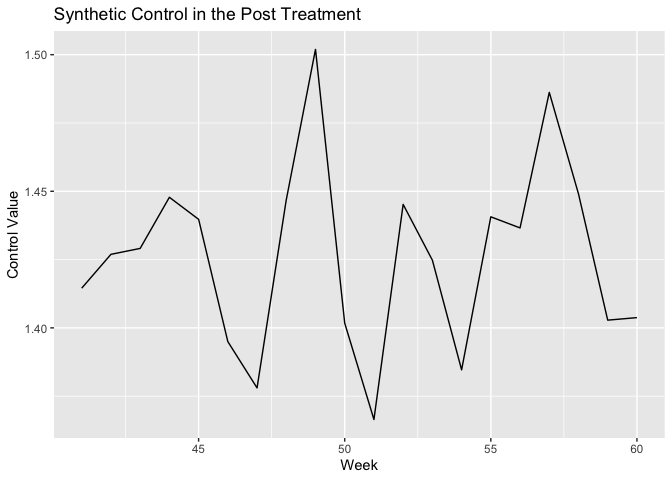 Synthetic Control in the Post Treatment
1.50
1.45
1.40
Control Value
45 50 55 60
Week